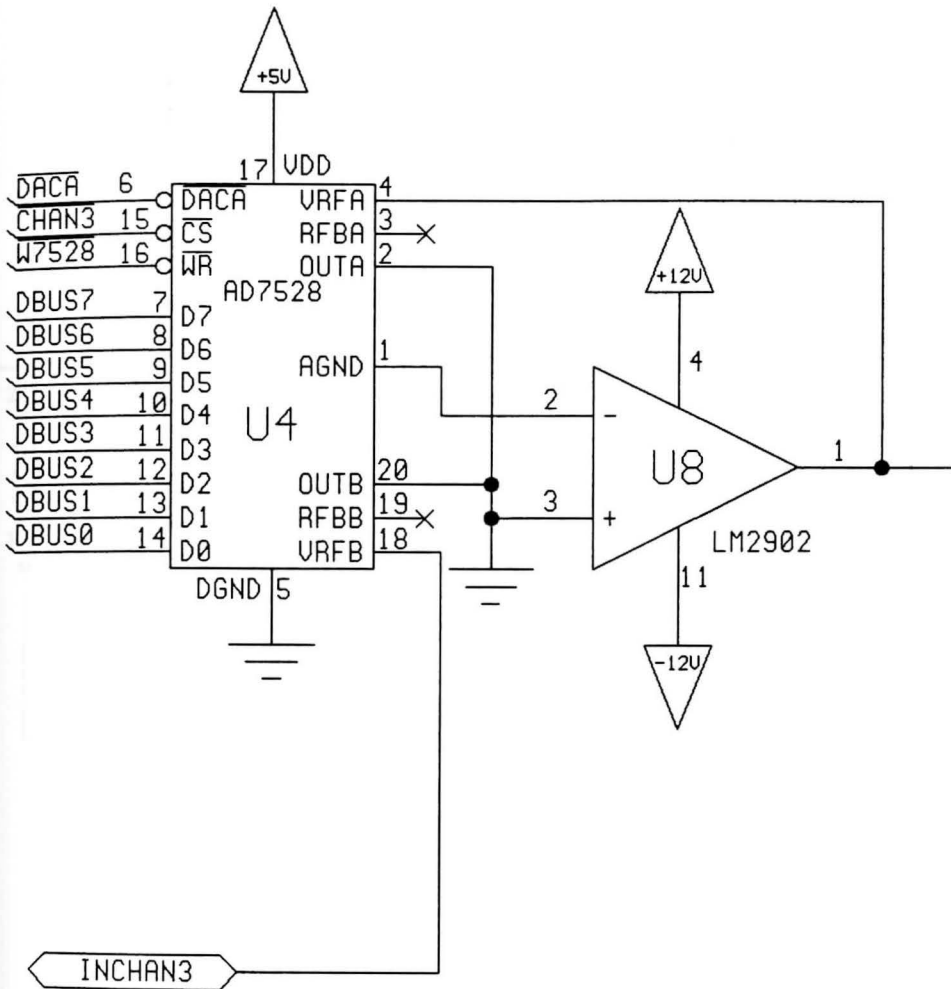 +5V
17 VDD
DACA 6 DACA VRFA 4
CHAN3 15 CS RFBA 3
W7528 16 WR OUTA 2
+12V
AD7528
DBUS7 7 D7
DBUS6 8 D6
AGND 1
4
DBUS5 9 D5
DBUS4 10 D4
2 -
U4
U8
1
DBUS3 11 D3
DBUS2 12 D2 OUTB 20
DBUS1 13 D1 RFBB 19
3 +
DBUS0 14 D0 VRFB 18
LM2902
DGND 5
11
-12V
INCHAN3